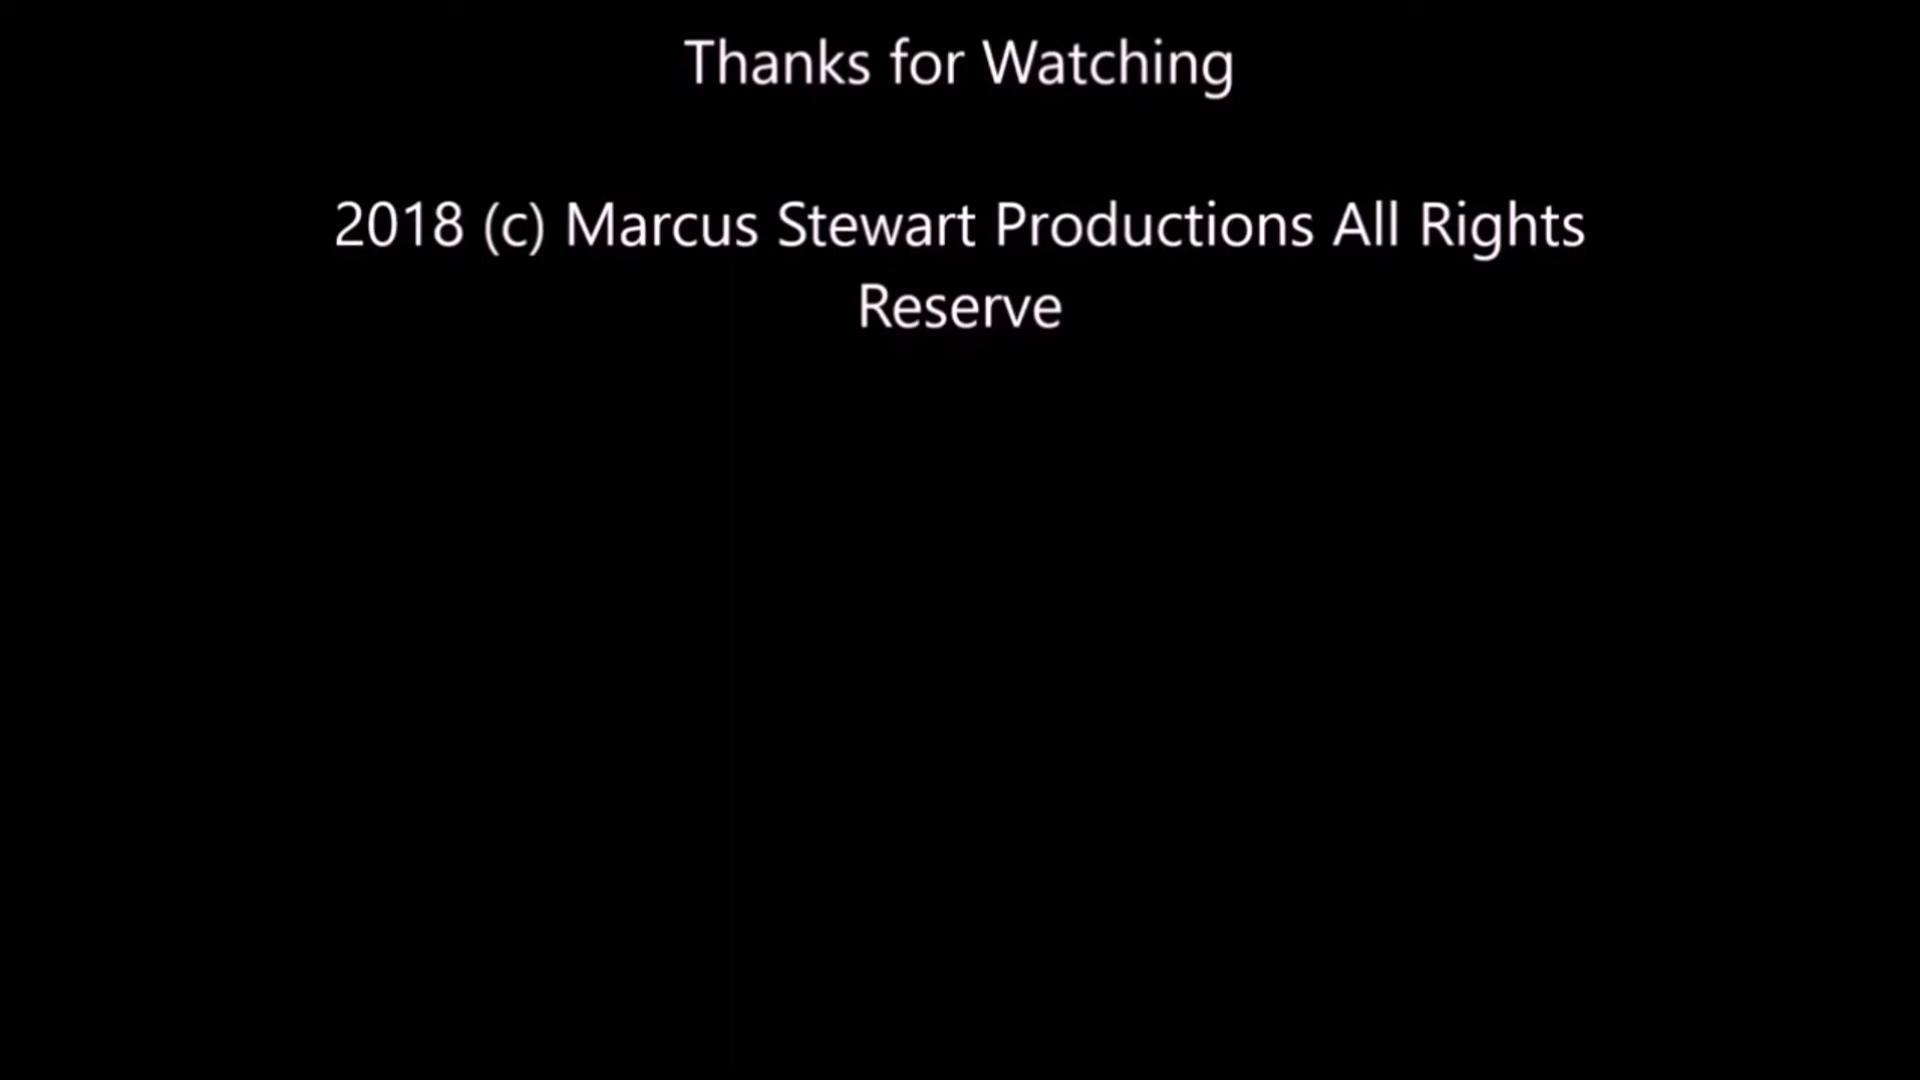 Thanks for Watching
2018 (c) Marcus Stewart Productions All Rights
Reserve